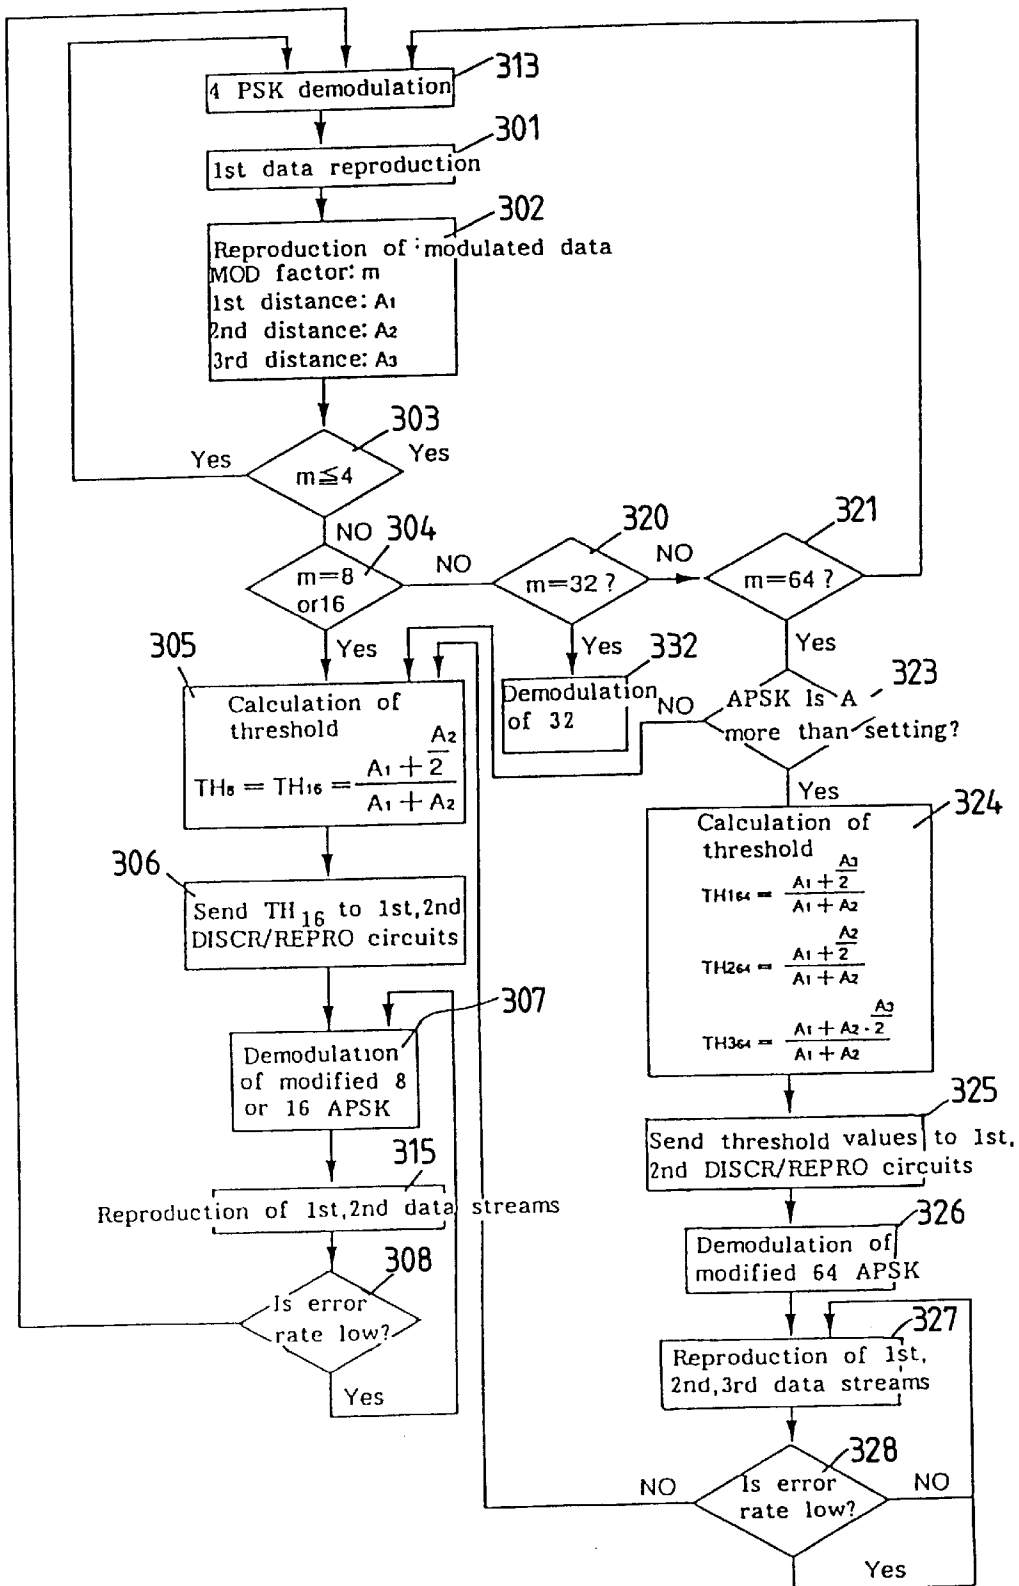 313
4 PSK demodulation
301
1st data reproduction
302
Reproduction of modulated data
MOD factor: m
1st distance: A1
2nd distance: A2
3rd distance: A3
303
Yes
m≦4
Yes
NO
304
m=8
or16
NO
320
m=32?
NO
321
m=64?
Yes
305
Calculation of
threshold
TH8 = TH16 = (A1 + A2/2) / (A1 + A2)
Yes
332
Demodulation
of 32
NO
Yes
323
APSK Is A
more than setting?
Yes
324
Calculation of
threshold
TH164 = (A1 + A3/2) / (A1 + A2)
TH264 = (A1 + A2/2) / (A1 + A2)
TH364 = (A1 + A2 · A3/2) / (A1 + A2)
306
Send TH16 to 1st,2nd
DISCR/REPRO circuits
307
Demodulation
of modified 8
or 16 APSK
315
Reproduction of 1st,2nd data streams
308
Is error
rate low?
Yes
325
Send threshold values to 1st,
2nd DISCR/REPRO circuits
326
Demodulation of
modified 64 APSK
327
Reproduction of 1st,
2nd,3rd data streams
328
NO
Is error
rate low?
NO
Yes